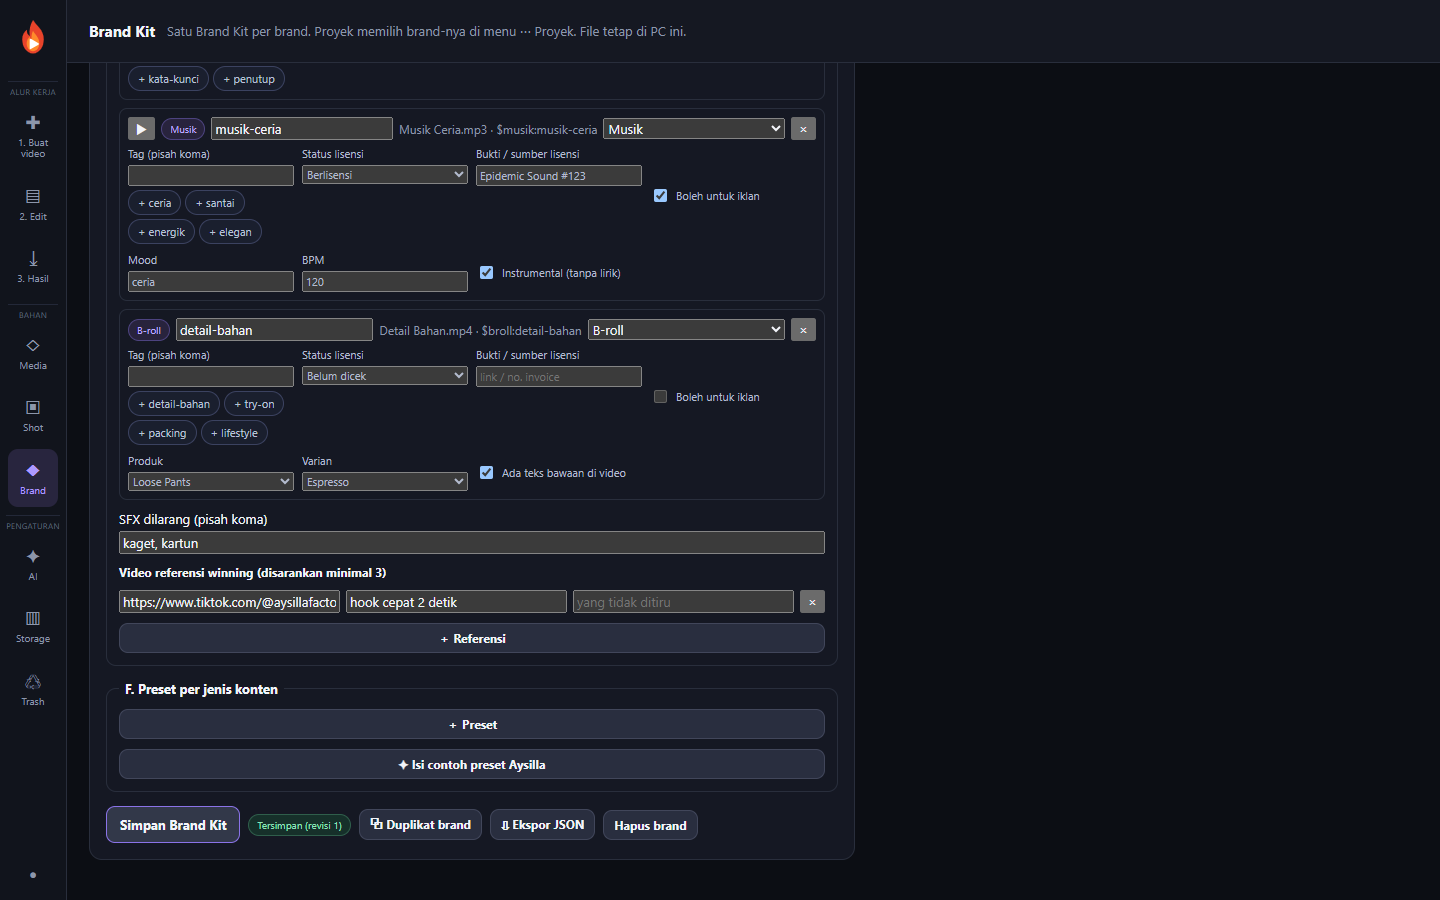 Brand Kit Satu Brand Kit per brand. Proyek memilih brand-nya di menu ··· Proyek. File tetap di PC ini.
ALUR KERJA
1. Buat
video
2. Edit
3. Hasil
BAHAN
Media
Shot
Brand
PENGATURAN
AI
Storage
Trash
+ kata-kunci + penutup
Musik musik-ceria Musik Ceria.mp3 · $musik:musik-ceria Musik ×
Tag (pisah koma) Status lisensi Bukti / sumber lisensi
Berlisensi Epidemic Sound #123
Boleh untuk iklan
+ ceria + santai
+ energik + elegan
Mood BPM
ceria 120 Instrumental (tanpa lirik)
B-roll detail-bahan Detail Bahan.mp4 · $broll:detail-bahan B-roll ×
Tag (pisah koma) Status lisensi Bukti / sumber lisensi
Belum dicek link / no. invoice
Boleh untuk iklan
+ detail-bahan + try-on
+ packing + lifestyle
Produk Varian
Loose Pants Espresso Ada teks bawaan di video
SFX dilarang (pisah koma)
kaget, kartun
Video referensi winning (disarankan minimal 3)
https://www.tiktok.com/@aysillafacto hook cepat 2 detik yang tidak ditiru ×
+ Referensi
F. Preset per jenis konten
+ Preset
✦ Isi contoh preset Aysilla
Simpan Brand Kit Tersimpan (revisi 1) Duplikat brand Ekspor JSON Hapus brand